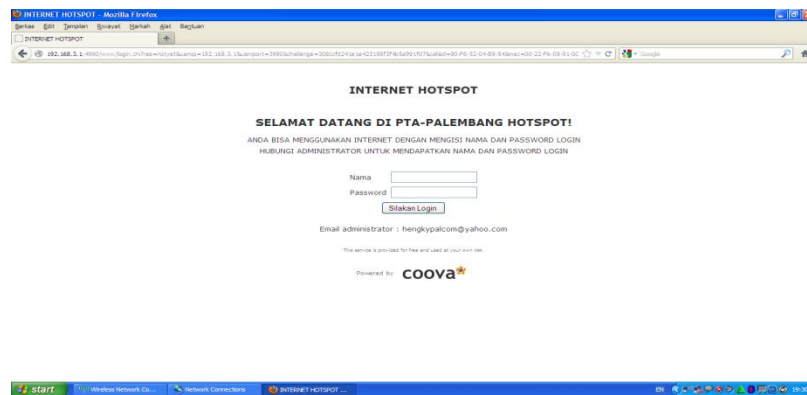 INTERNET HOTSPOT - Mozilla Firefox
Berkas Edit Tampilan Riwayat Markah Alat Bantuan
INTERNET HOTSPOT
Google
INTERNET HOTSPOT
SELAMAT DATANG DI PTA-PALEMBANG HOTSPOT!
ANDA BISA MENGGUNAKAN INTERNET DENGAN MENGISI NAMA DAN PASSWORD LOGIN
HUBUNGI ADMINISTRATOR UNTUK MENDAPATKAN NAMA DAN PASSWORD LOGIN
Nama
Password
Silakan Login
Email administrator : hengkypalcom@yahoo.com
This service is provided for free and used at your own risk.
Powered by coova
start Wireless Network Co... Network Connections INTERNET HOTSPOT ... EN